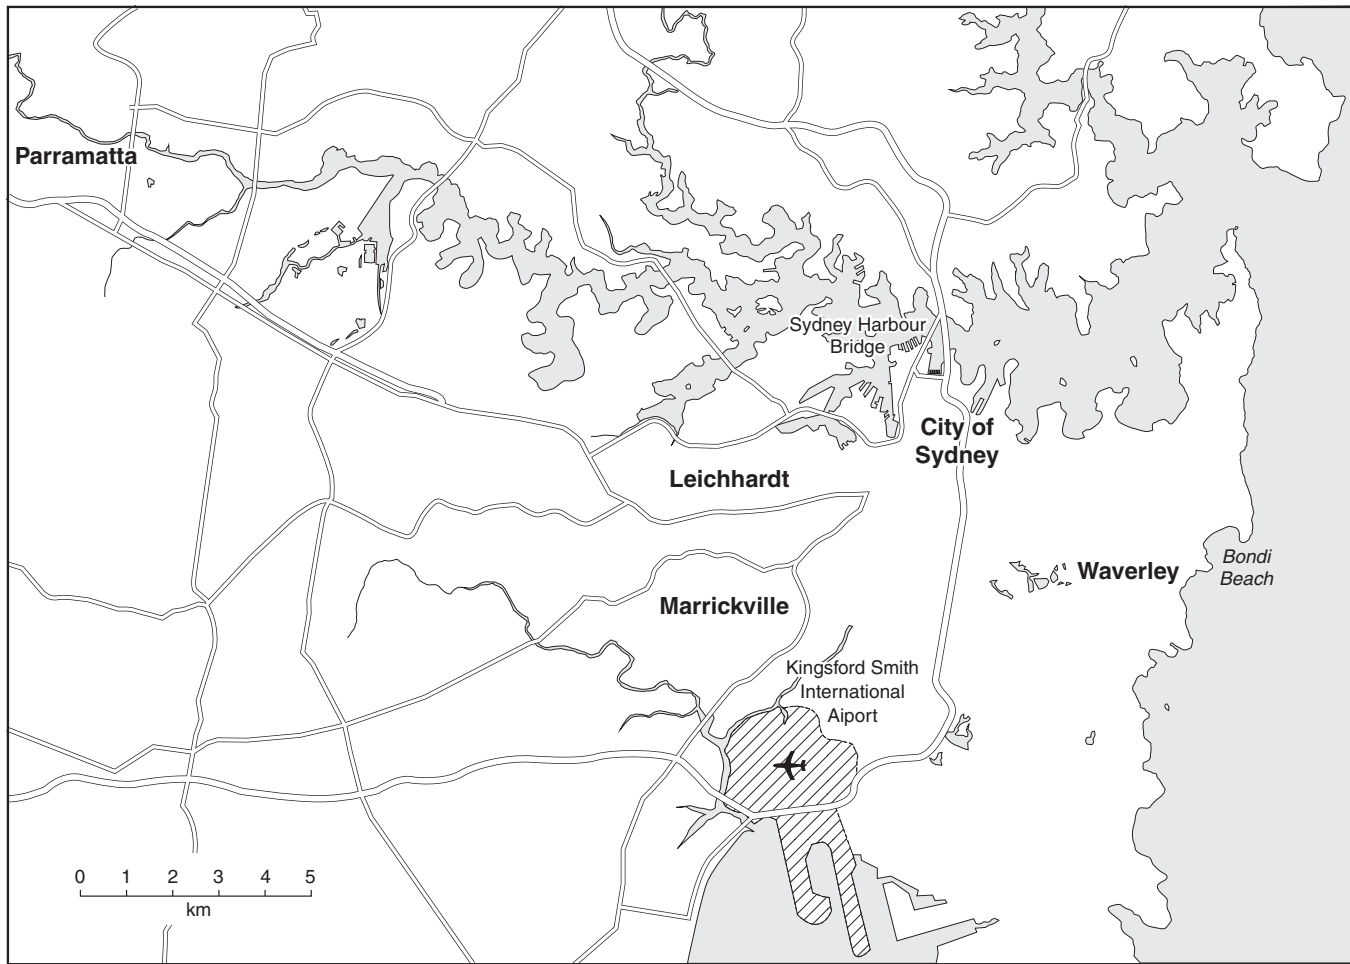 Parramatta
Sydney Harbour
Bridge
City of
Sydney
Leichhardt
Bondi
Beach
Waverley
Marrickville
Kingsford Smith
International
Aiport
0 1 2 3 4 5
km